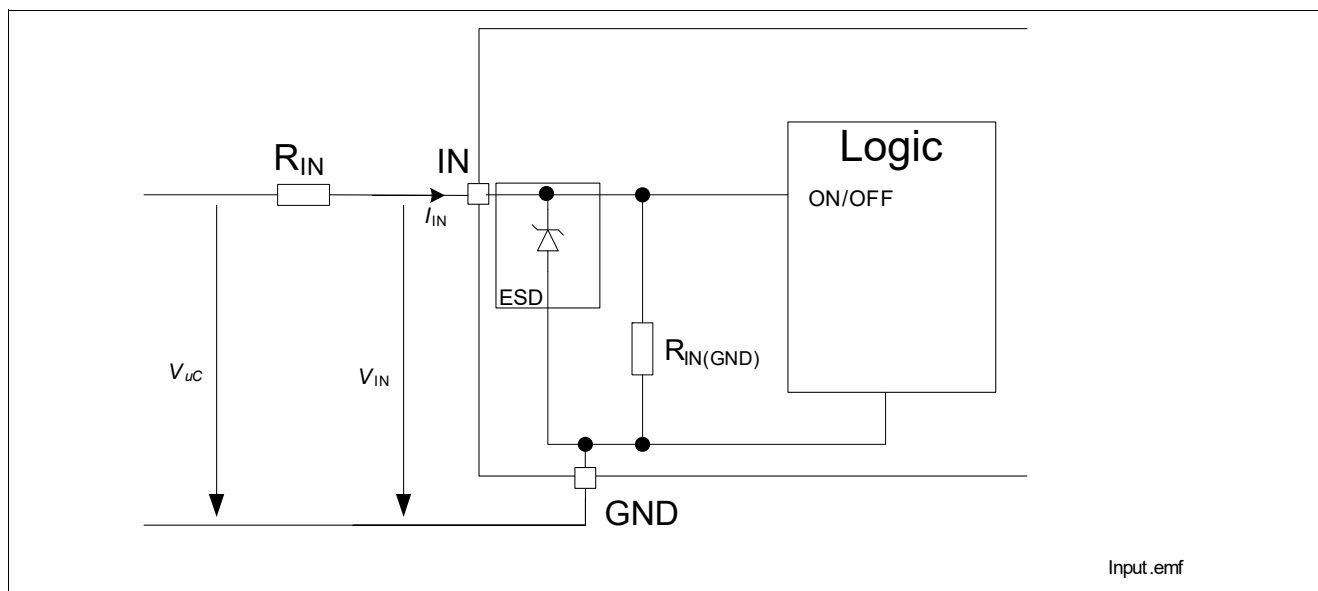 Logic
R_IN
IN
ON/OFF
I_IN
ESD
R_IN(GND)
V_uC
V_IN
GND
Input.emf